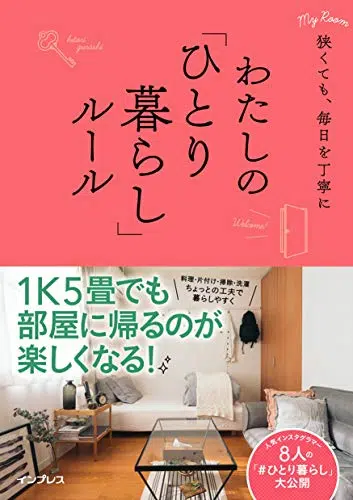 My Room
狭くても、毎日を丁寧に
わたしの
「ひとり
暮らし」
ルール
hitori
gurashi
Welcome!
1K5畳でも
部屋に帰るのが
楽しくなる!
料理・片付け・掃除・洗濯
ちょっとの工夫で
暮らしやすく
人気インスタグラマー
8人の
「#ひとり暮らし」
大公開
インプレス